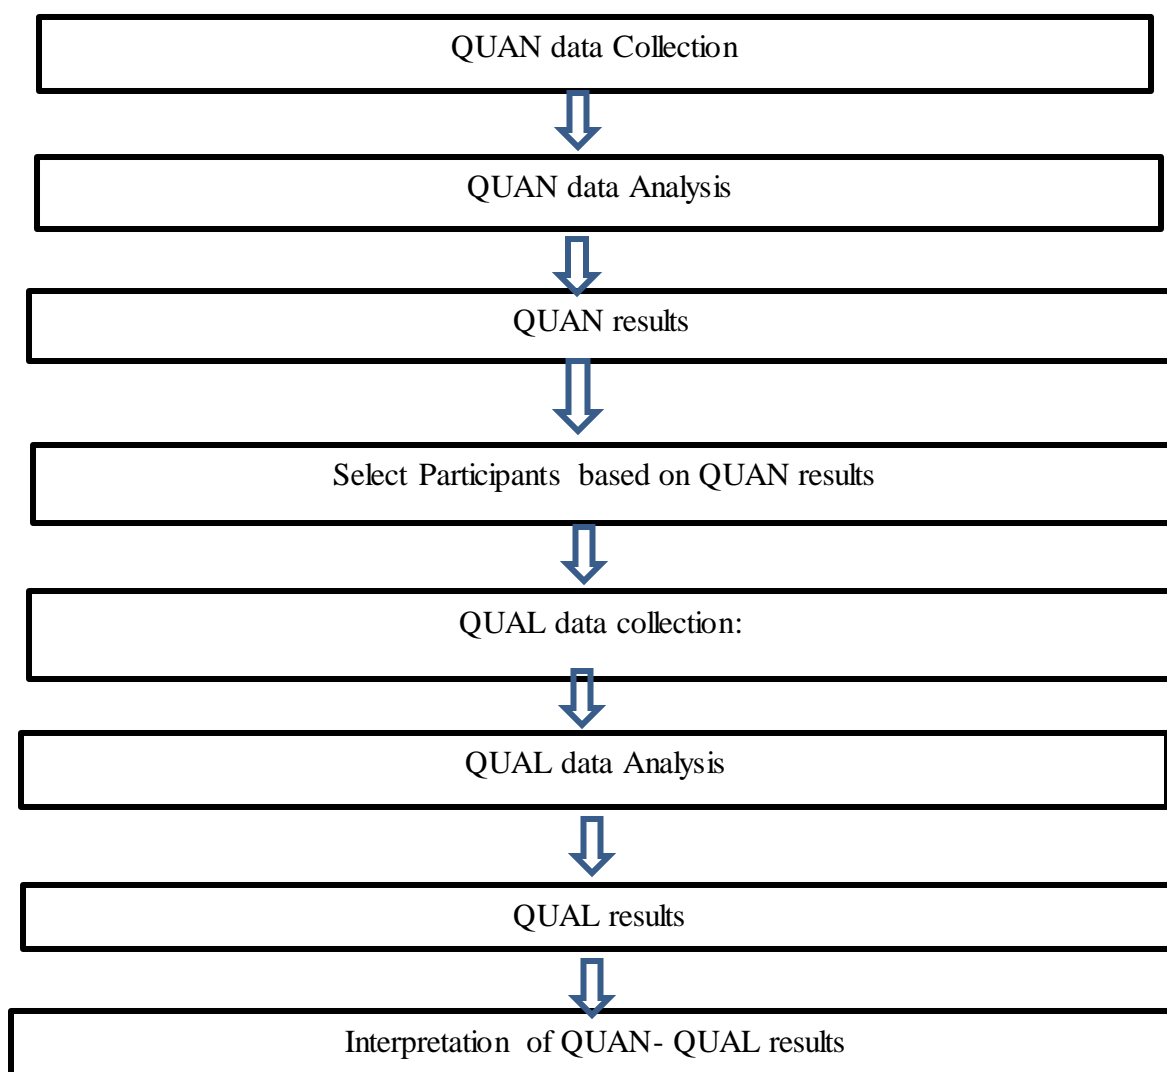 QUAN data Collection
QUAN data Analysis
QUAN results
Select Participants based on QUAN results
QUAL data collection:
QUAL data Analysis
QUAL results
Interpretation of QUAN- QUAL results